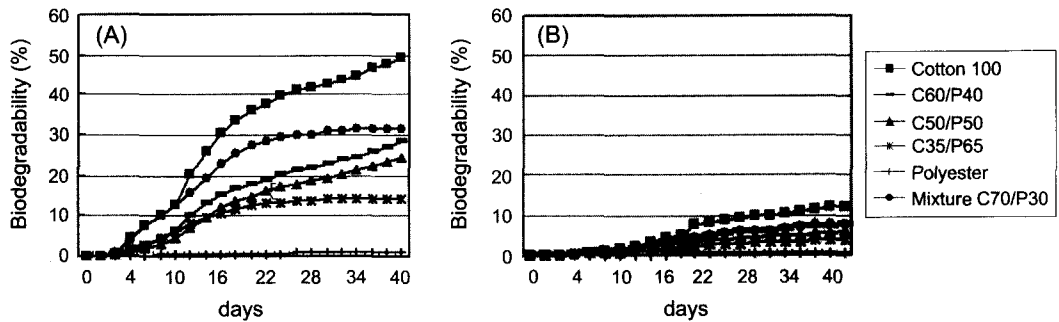 (A)
Biodegradability (%)
60
50
40
30
20
10
0
0 4 10 16 22 28 34 40
days
(B)
Biodegradability (%)
60
50
40
30
20
10
0
0 4 10 16 22 28 34 40
days
Cotton 100
C60/P40
C50/P50
C35/P65
Polyester
Mixture C70/P30